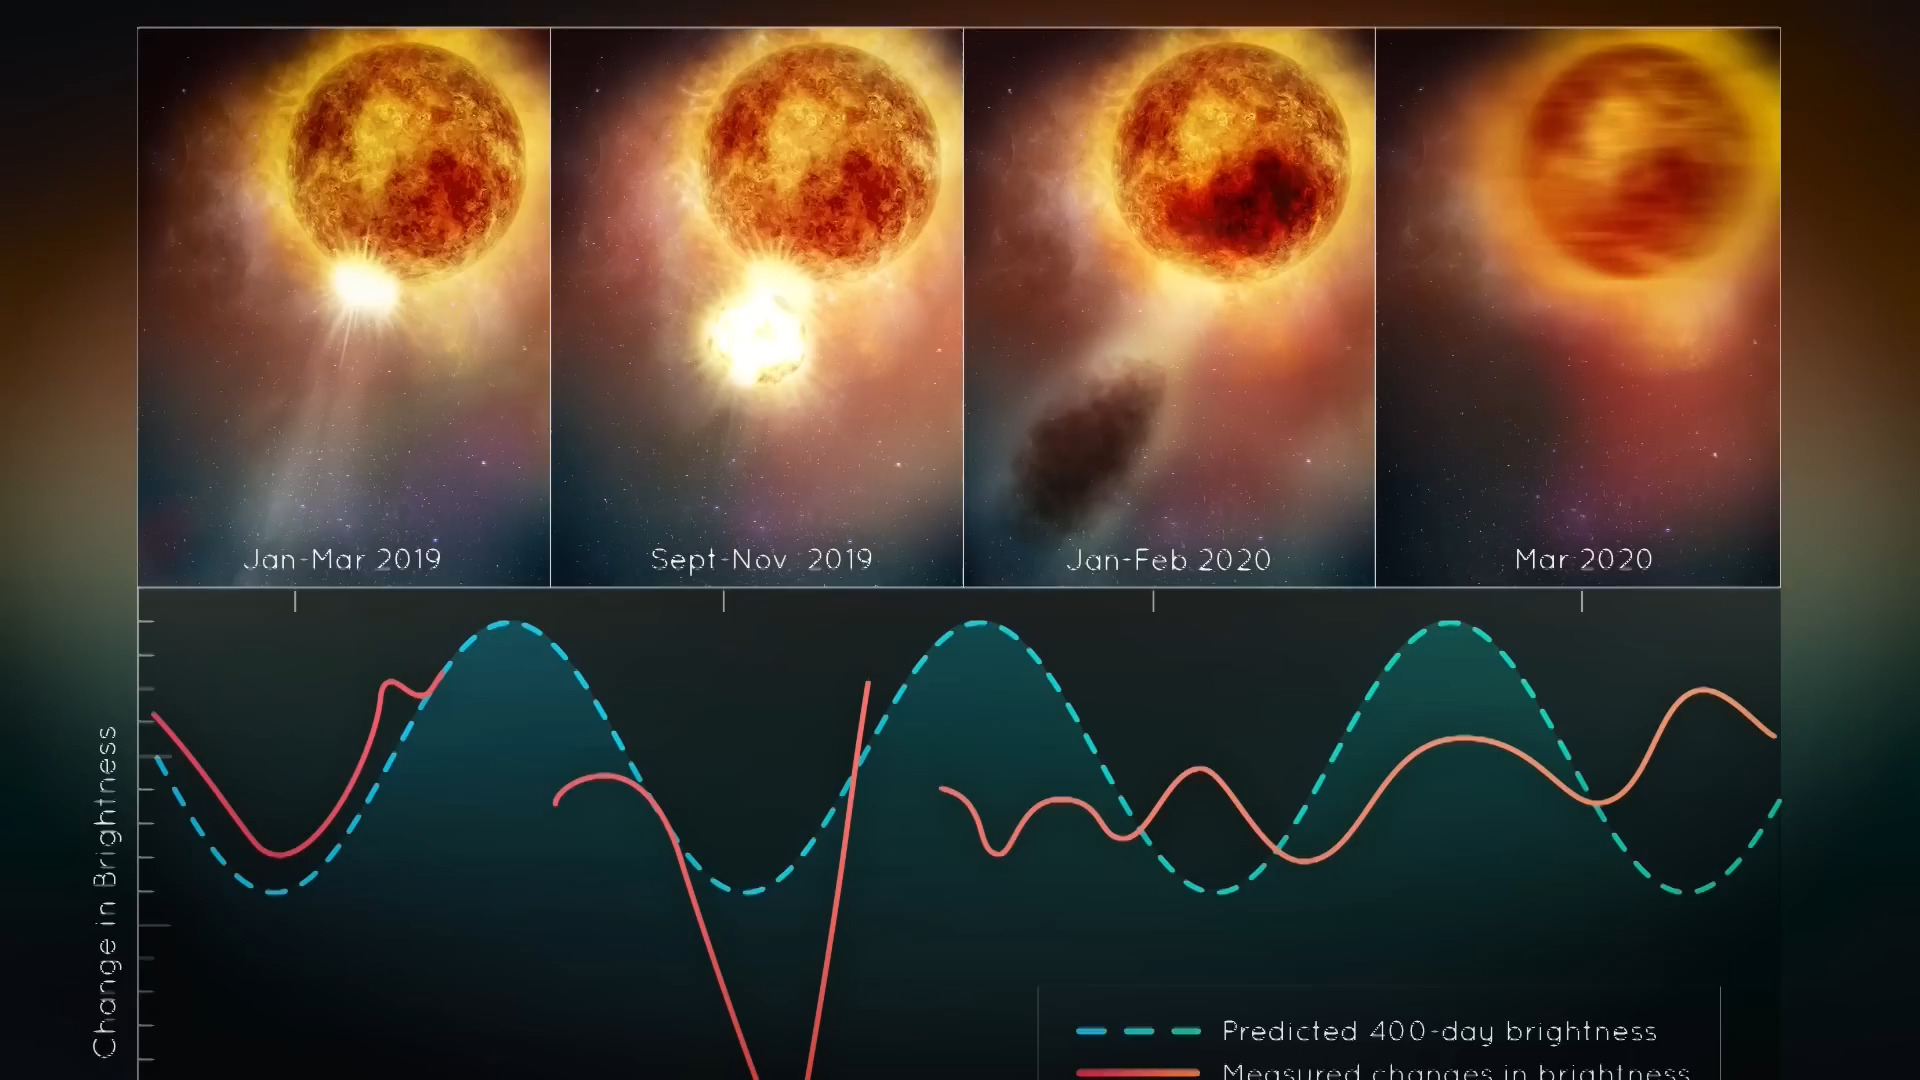 Jan-Mar 2019
Sept-Nov 2019
Jan-Feb 2020
Mar 2020
Change in Brightness
Predicted 400-day brightness
Measured changes in brightness